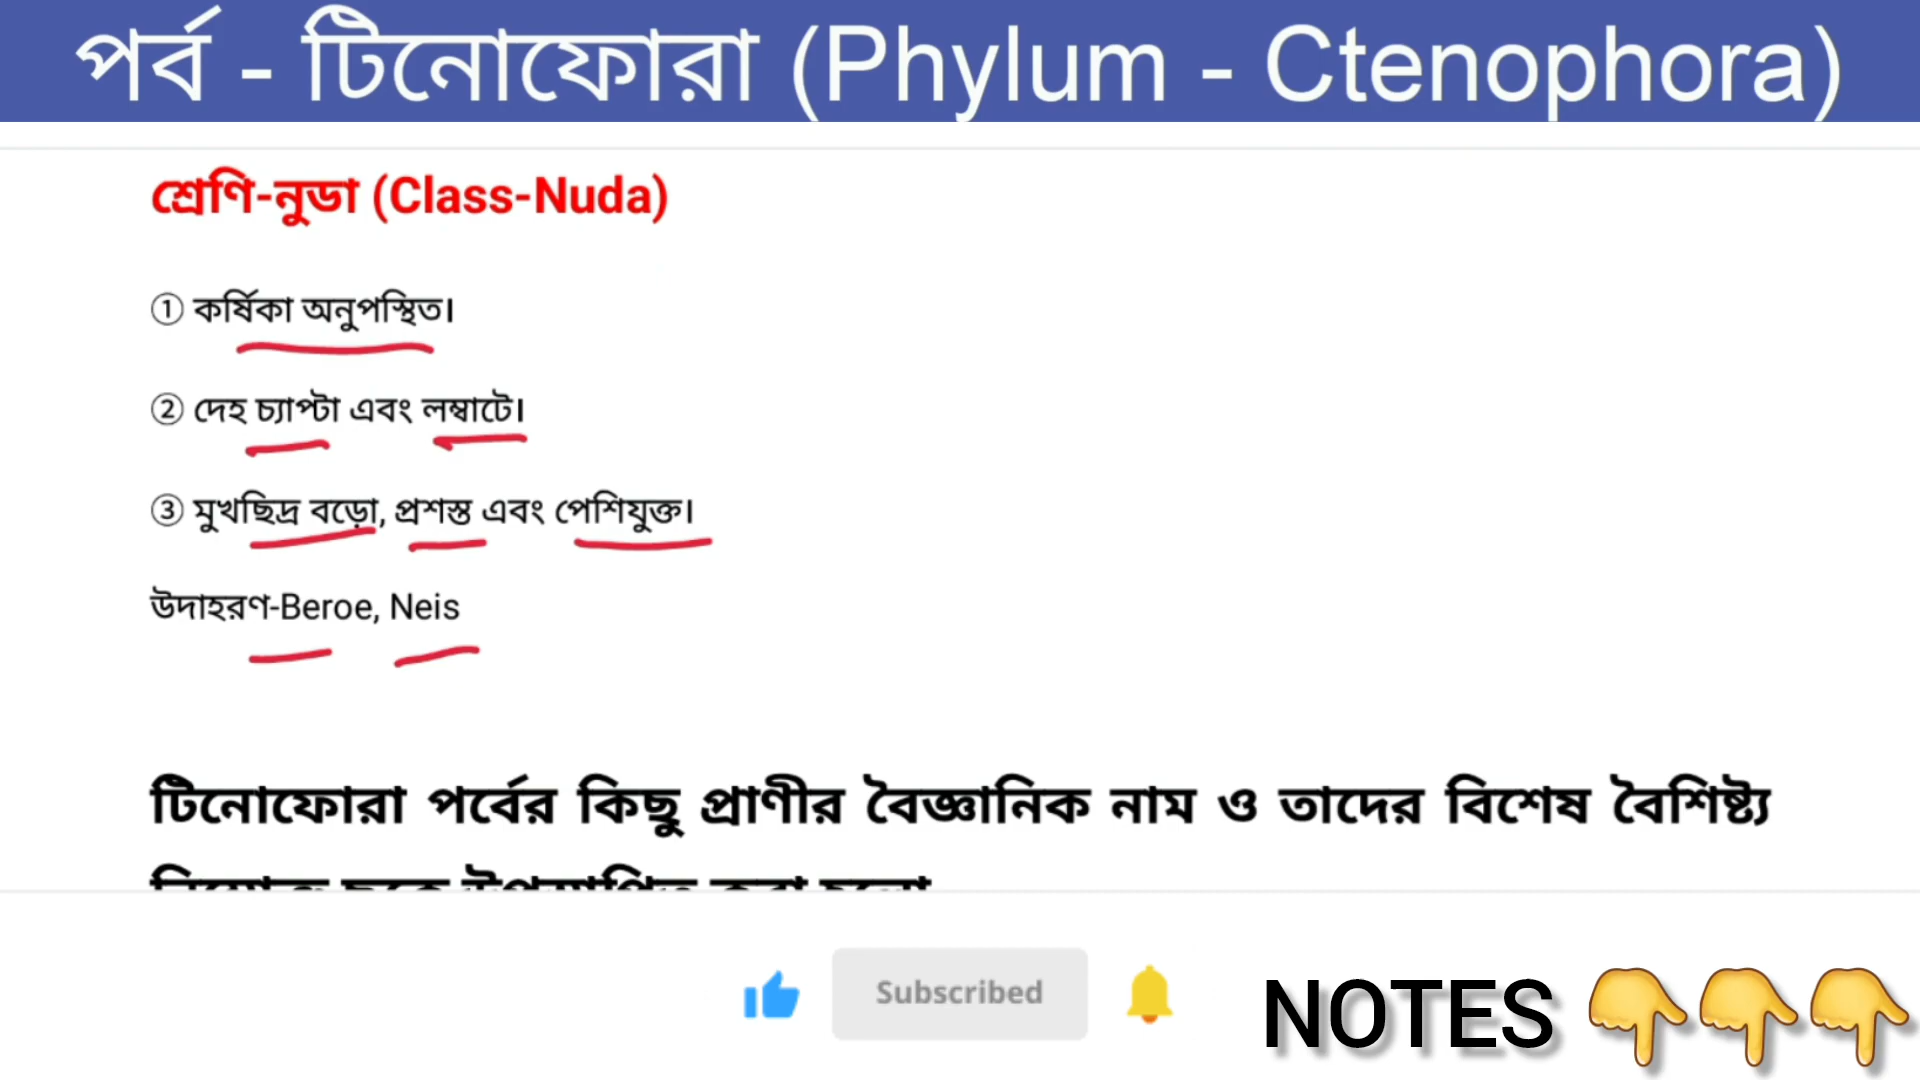 পর্ব - টিনোফোরা (Phylum - Ctenophora)
শ্রেণি-নুডা (Class-Nuda)
① কর্ষিকা অনুপস্থিত।
② দেহ চ্যাপ্টা এবং লম্বাটে।
③ মুখছিদ্র বড়ো, প্রশস্ত এবং পেশিযুক্ত।
উদাহরণ-Beroe, Neis
টিনোফোরা পর্বের কিছু প্রাণীর বৈজ্ঞানিক নাম ও তাদের বিশেষ বৈশিষ্ট্য
Subscribed
NOTES 👇👇👇